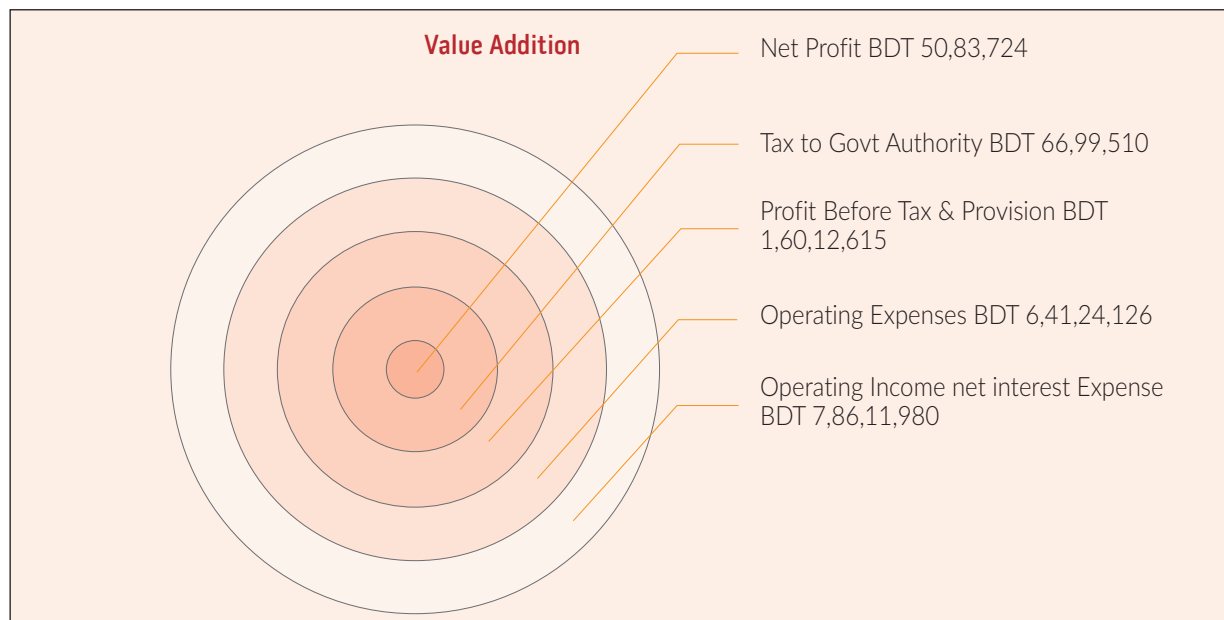 Value Addition
Net Profit BDT 50,83,724
Tax to Govt Authority BDT 66,99,510
Profit Before Tax & Provision BDT
1,60,12,615
Operating Expenses BDT 6,41,24,126
Operating Income net interest Expense
BDT 7,86,11,980